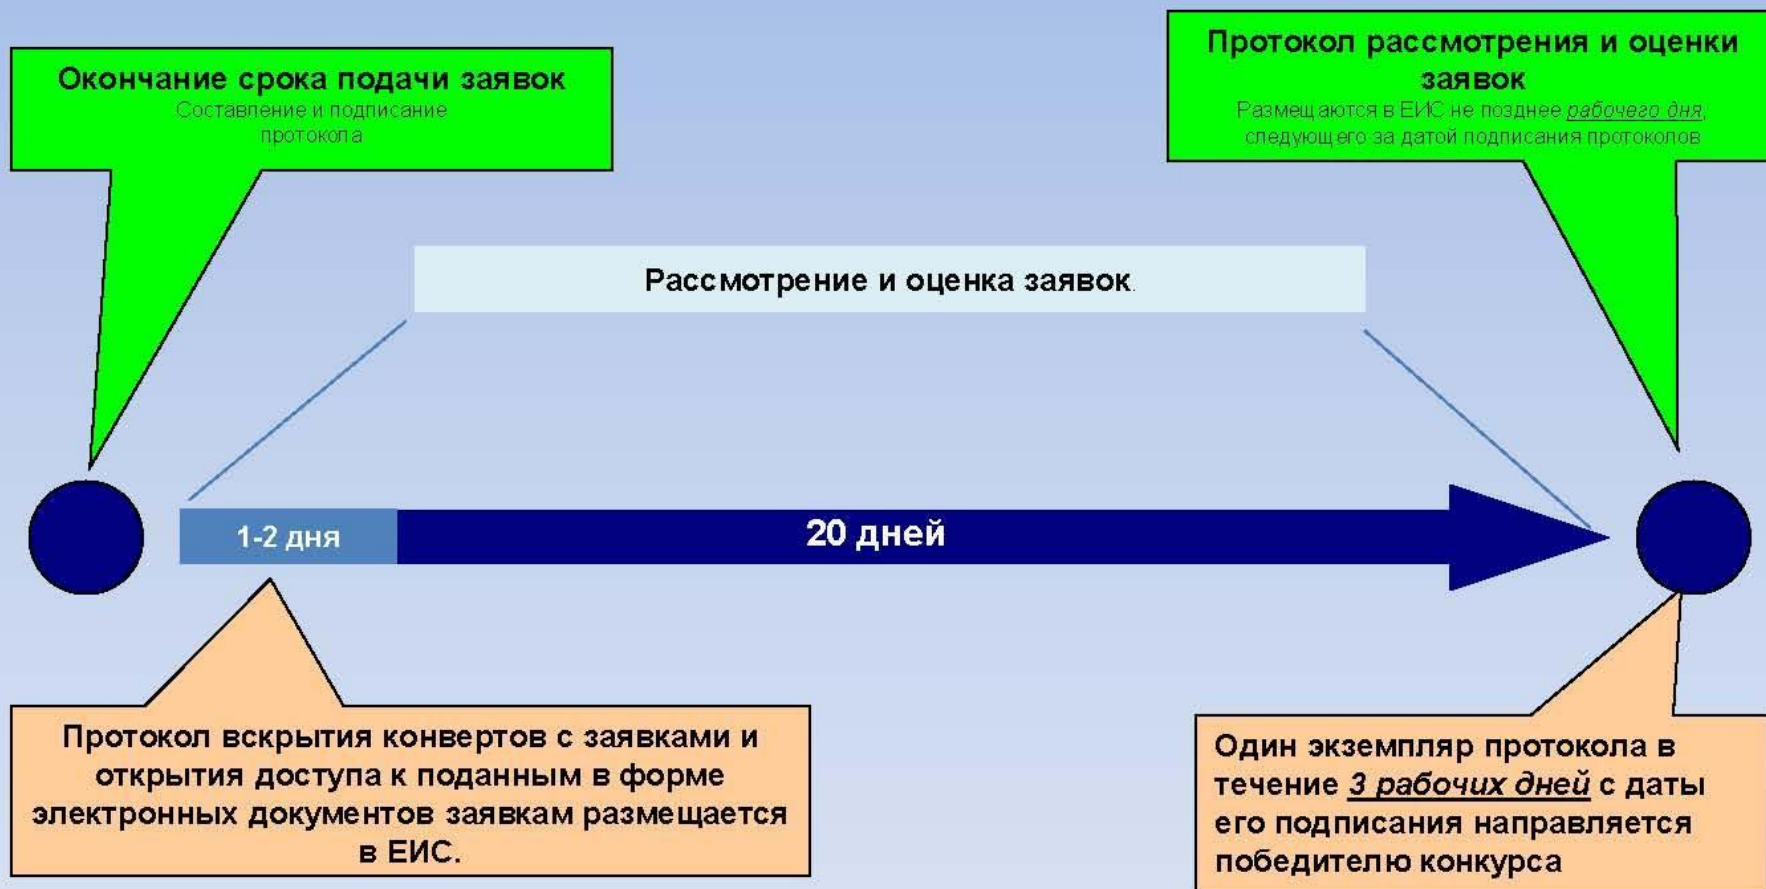 Окончание срока подачи заявок
Составление и подписание
протокола
Протокол рассмотрения и оценки
заявок
Размещаются в ЕИС не позднее рабочего дня,
следующего за датой подписания протоколов
Рассмотрение и оценка заявок.
1-2 дня
20 дней
Протокол вскрытия конвертов с заявками и
открытия доступа к поданным в форме
электронных документов заявкам размещается
в ЕИС.
Один экземпляр протокола в
течение 3 рабочих дней с даты
его подписания направляется
победителю конкурса